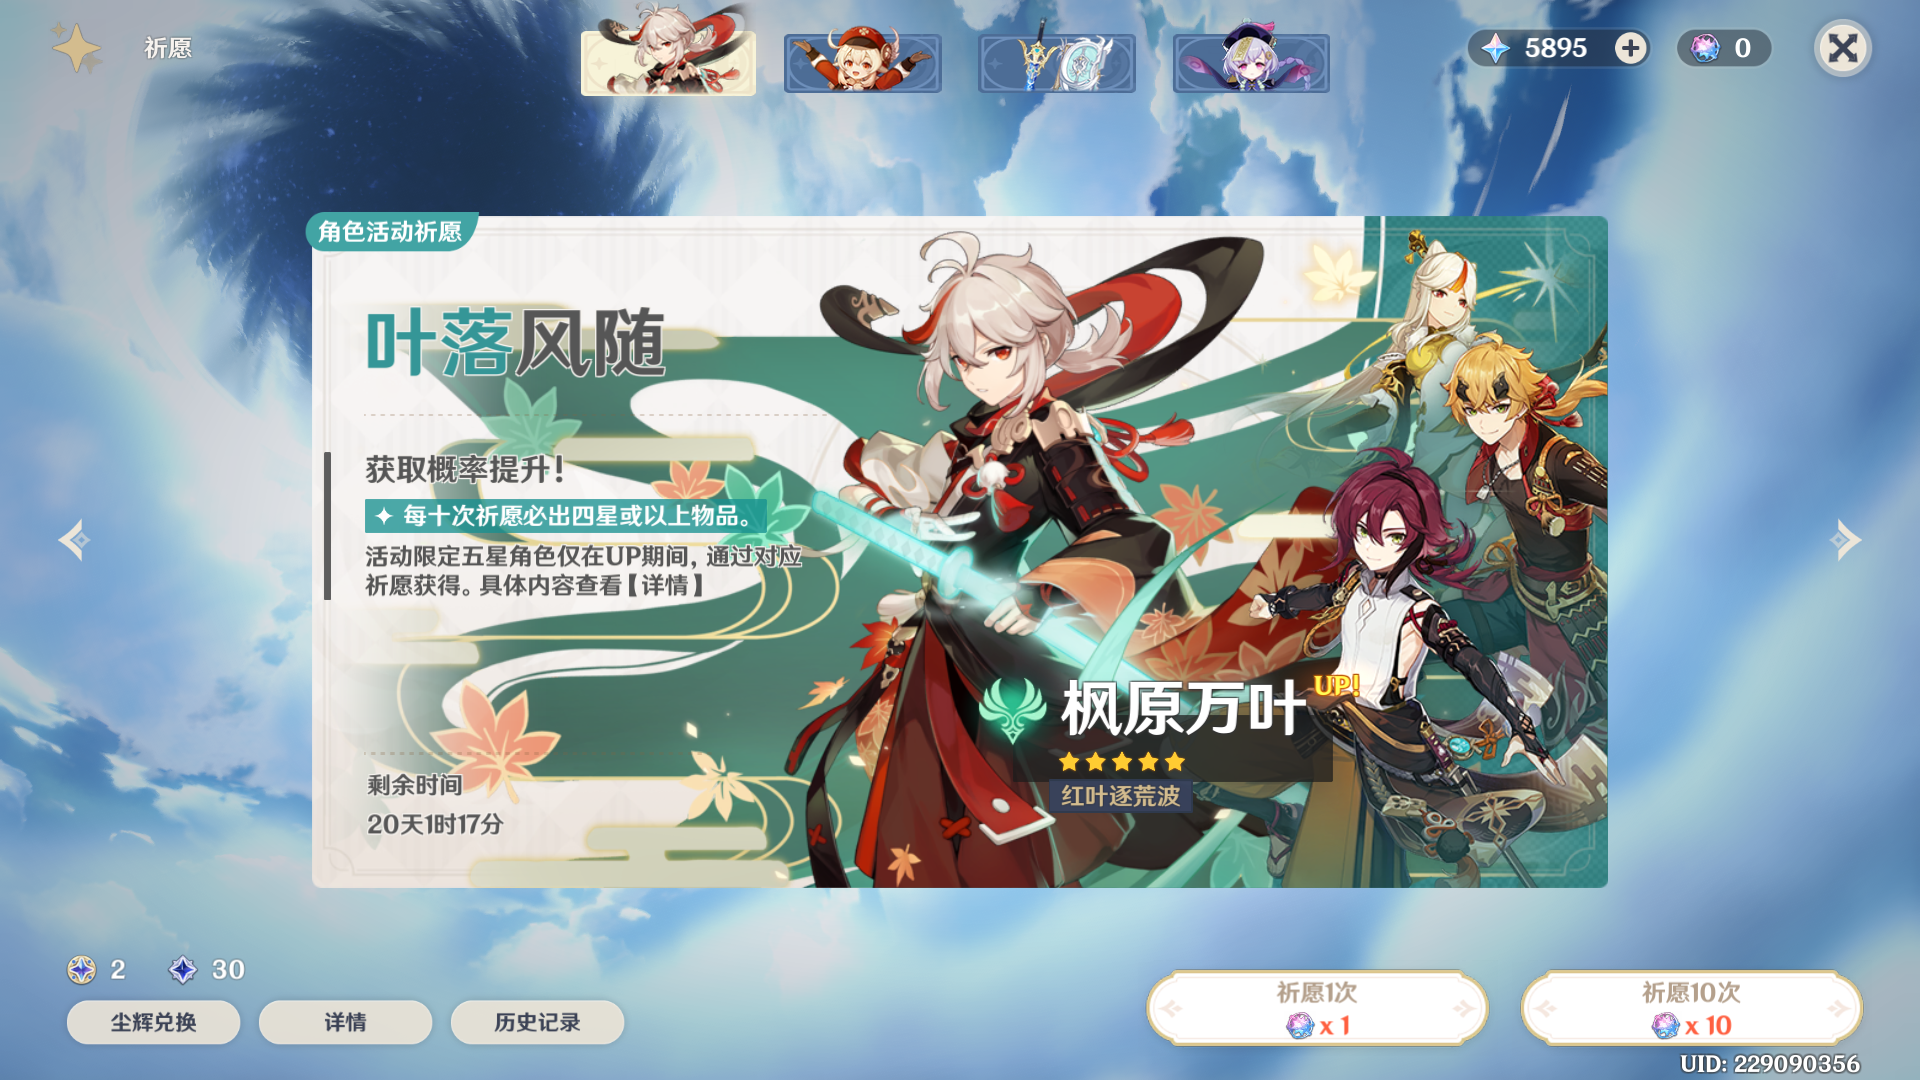 祈愿
5895
0
角色活动祈愿
叶落风随
获取概率提升！
每十次祈愿必出四星或以上物品。
活动限定五星角色仅在UP期间，通过对应
祈愿获得。具体内容查看【详情】
枫原万叶 UP!
红叶逐荒波
剩余时间
20天1时17分
2
30
尘辉兑换
详情
历史记录
祈愿1次
x 1
祈愿10次
x 10
UID: 229090356